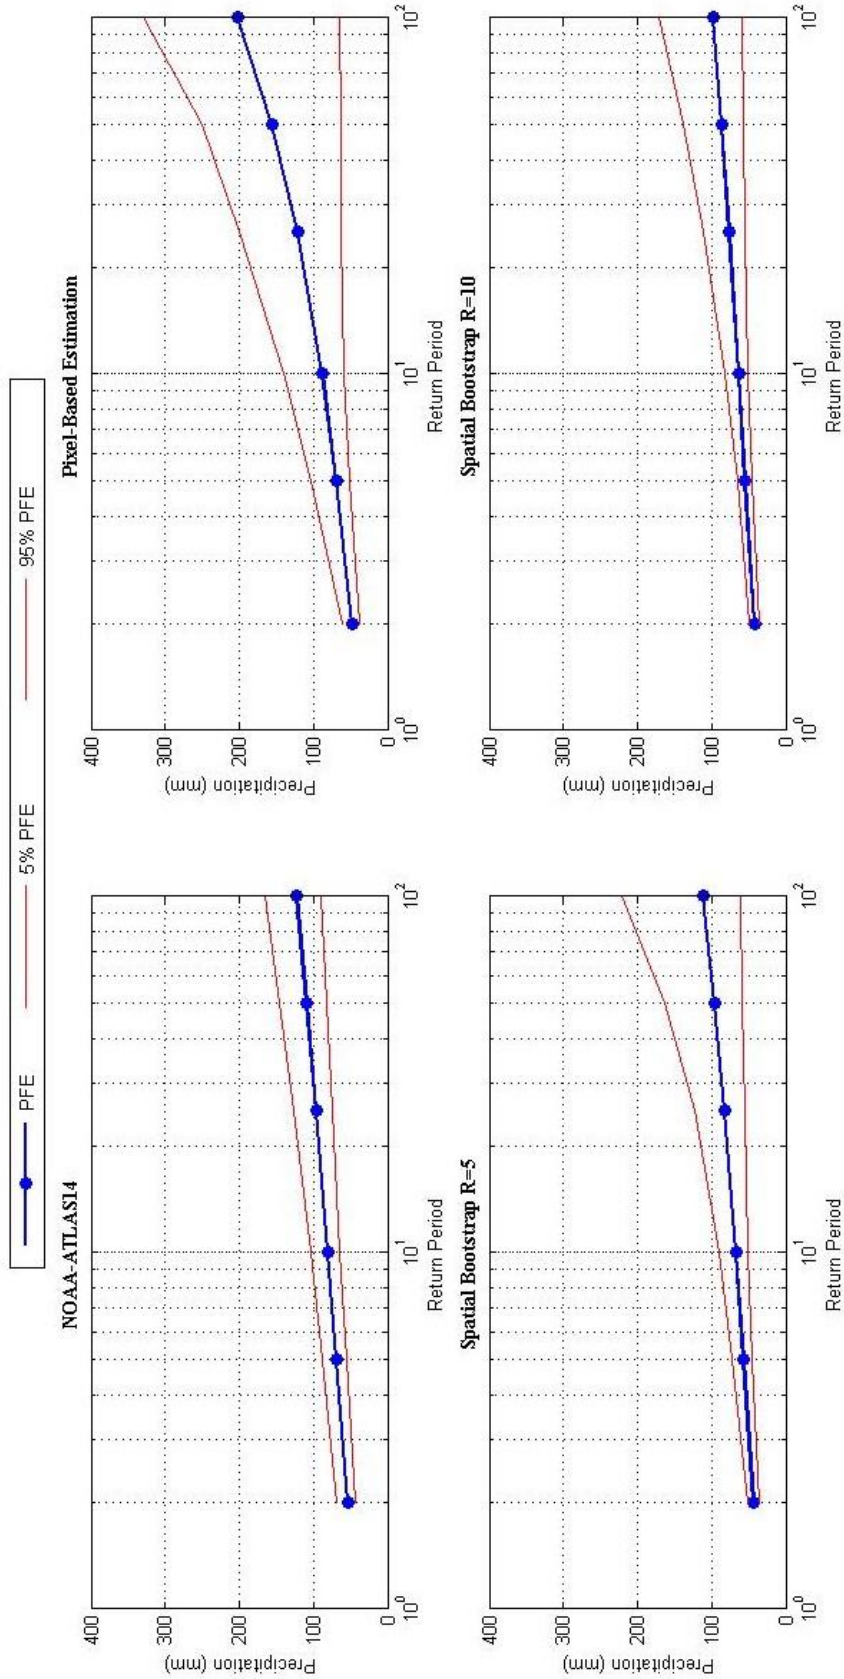 PFE
5% PFE
95% PFE
NOAA-ATLAS14
400
300
200
100
0
Precipitation (mm)
10^0
10^1
10^2
Return Period
Pixel-Based Estimation
400
300
200
100
0
Precipitation (mm)
10^0
10^1
10^2
Return Period
Spatial Bootstrap R=5
400
300
200
100
0
Precipitation (mm)
10^0
10^1
10^2
Return Period
Spatial Bootstrap R=10
400
300
200
100
0
Precipitation (mm)
10^0
10^1
10^2
Return Period